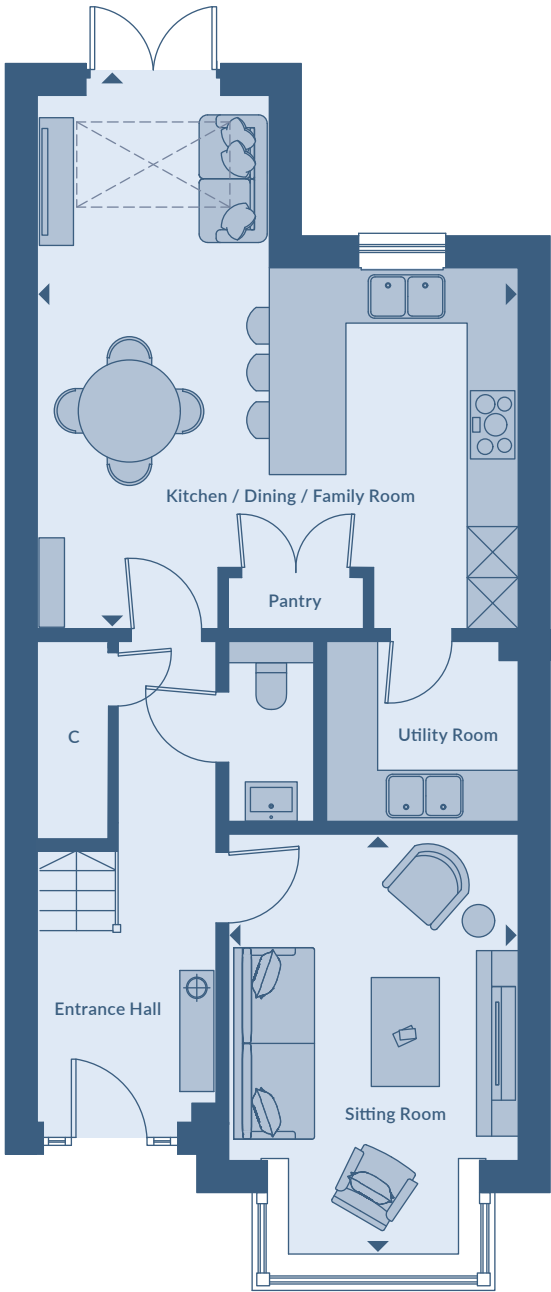 Kitchen / Dining / Family Room
Pantry
C
Utility Room
Entrance Hall
Sitting Room